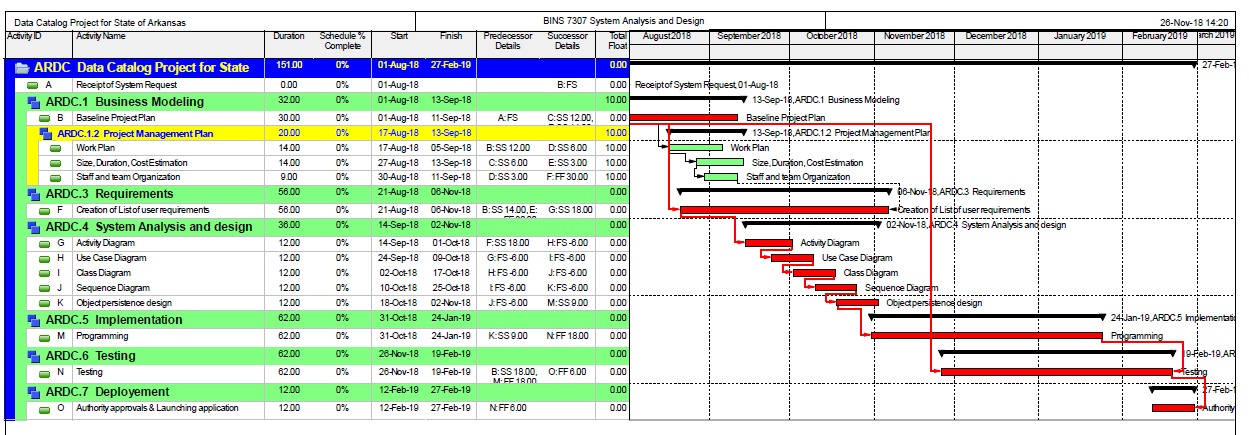 Data Catalog Project for State of Arkansas BINS 7307 System Analysis and Design 26-Nov-18 14:20
Activity ID Activity Name Duration Schedule % Complete Start Finish Predecessor Details Successor Details Total Float August 2018 September 2018 October 2018 November 2018 December 2018 January 2019 February 2019 arch 2019
ARDC Data Catalog Project for State 151.00 0% 01-Aug-18 27-Feb-19 0.00 27-Feb-1
A Receipt of System Request 0.00 0% 01-Aug-18 B:FS 0.00 Receipt of System Request, 01-Aug-18
ARDC.1 Business Modeling 32.00 0% 01-Aug-18 13-Sep-18 10.00 13-Sep-18, ARDC.1 Business Modeling
B Baseline Project Plan 30.00 0% 01-Aug-18 11-Sep-18 A:FS C:SS 12.00, 0.00 Baseline Project Plan
ARDC.1.2 Project Management Plan 20.00 0% 17-Aug-18 13-Sep-18 10.00 13-Sep-18, ARDC.1.2 Project Management Plan
Work Plan 14.00 0% 17-Aug-18 05-Sep-18 B:SS 12.00 D:SS 6.00 10.00 Work Plan
Size, Duration, Cost Estimation 14.00 0% 27-Aug-18 13-Sep-18 C:SS 6.00 E:SS 3.00 10.00 Size, Duration, Cost Estimation
Staff and team Organization 9.00 0% 30-Aug-18 11-Sep-18 D:SS 3.00 F:FF 30.00 10.00 Staff and team Organization
ARDC.3 Requirements 56.00 0% 21-Aug-18 06-Nov-18 0.00 06-Nov-18, ARDC.3 Requirements
F Creation of List of user requirements 56.00 0% 21-Aug-18 06-Nov-18 B:SS 14.00, E: G:SS 18.00 0.00 Creation of List of user requirements
ARDC.4 System Analysis and design 36.00 0% 14-Sep-18 02-Nov-18 0.00 02-Nov-18, ARDC.4 System Analysis and design
G Activity Diagram 12.00 0% 14-Sep-18 01-Oct-18 F:SS 18.00 H:FS -6.00 0.00 Activity Diagram
H Use Case Diagram 12.00 0% 24-Sep-18 09-Oct-18 G:FS -6.00 I:FS -6.00 0.00 Use Case Diagram
I Class Diagram 12.00 0% 02-Oct-18 17-Oct-18 H:FS -6.00 J:FS -6.00 0.00 Class Diagram
J Sequence Diagram 12.00 0% 10-Oct-18 25-Oct-18 I:FS -6.00 K:FS -6.00 0.00 Sequence Diagram
K Object persistence design 12.00 0% 18-Oct-18 02-Nov-18 J:FS -6.00 M:SS 9.00 0.00 Object persistence design
ARDC.5 Implementation 62.00 0% 31-Oct-18 24-Jan-19 0.00 24-Jan-19, ARDC.5 Implementatio
M Programming 62.00 0% 31-Oct-18 24-Jan-19 K:SS 9.00 N:FF 18.00 0.00 Programming
ARDC.6 Testing 62.00 0% 26-Nov-18 19-Feb-19 0.00 19-Feb-19, AR
N Testing 62.00 0% 26-Nov-18 19-Feb-19 B:SS 18.00, M:FF 18.00 O:FF 6.00 0.00 Testing
ARDC.7 Deployement 12.00 0% 12-Feb-19 27-Feb-19 0.00 27-Feb-1
O Authority approvals & Launching application 12.00 0% 12-Feb-19 27-Feb-19 N:FF 6.00 0.00 Authority